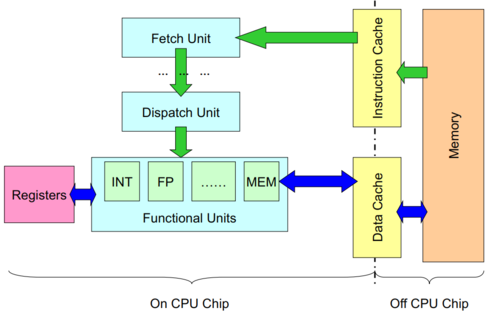 Fetch Unit
Instruction Cache
Memory
... ... ...
Dispatch Unit
INT
FP
......
MEM
Registers
Functional Units
Data Cache
On CPU Chip
Off CPU Chip